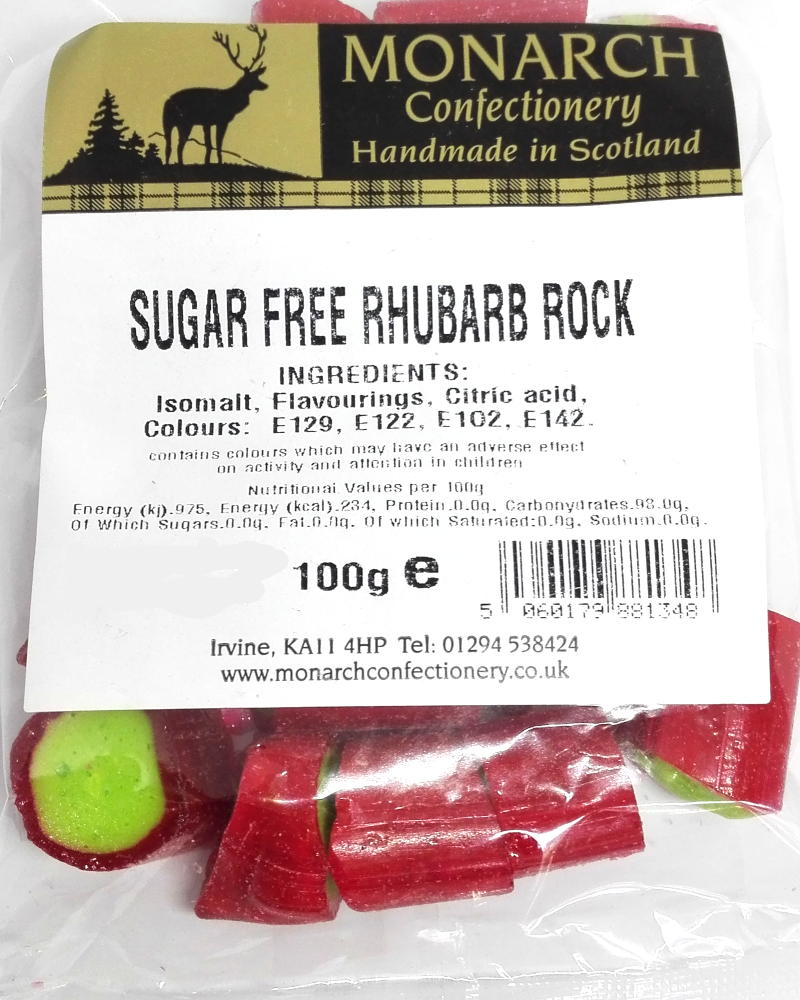 MONARCH
Confectionery
Handmade in Scotland
SUGAR FREE RHUBARB ROCK
INGREDIENTS:
Isomalt, Flavourings, Citric acid,
Colours: E129, E122, E102, E142.
contains colours which may have an adverse effect
on activity and attention in children
Nutritional Values per 100g
Energy (kj).975, Energy (kcal).234, Protein.0.0g, Carbonydrates.98.0g,
Of Which Sugars.0.0g, Fat.0.0g, Of which Saturated:0.0g, Sodium.0.0g.
100g e
5 060179 881348
Irvine, KA11 4HP Tel: 01294 538424
www.monarchconfectionery.co.uk